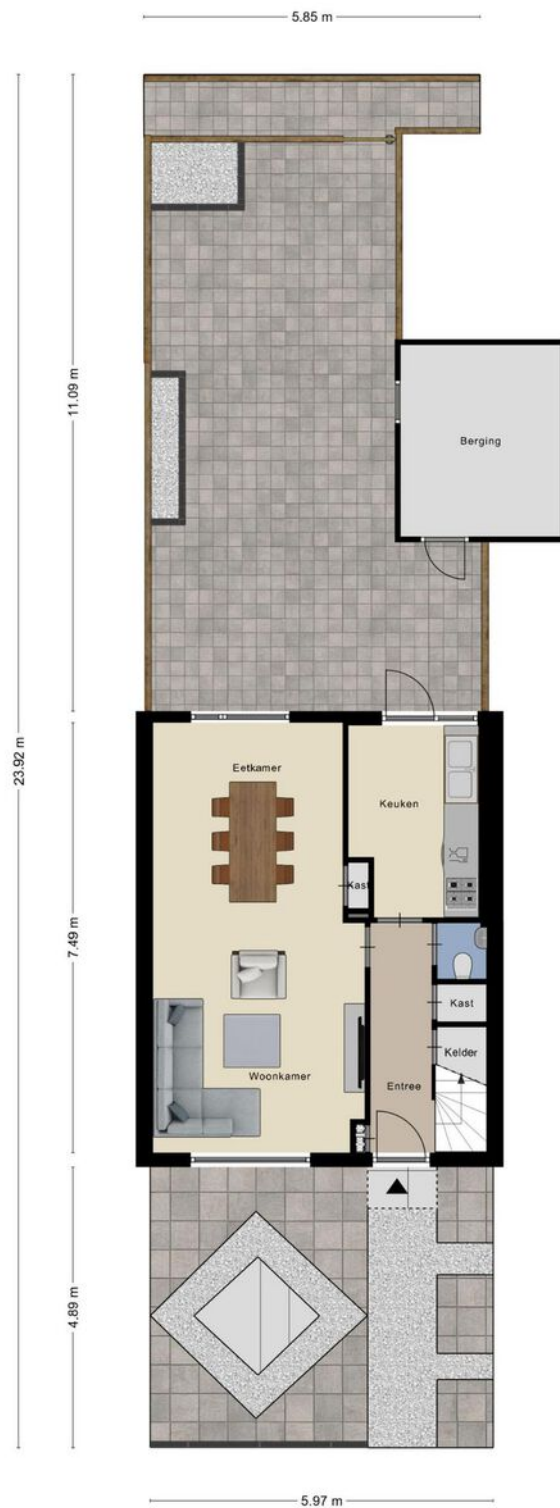 5.85 m
11.09 m
Berging
23.92 m
Eetkamer
Keuken
Kast
7.49 m
Kast
Kelder
Woonkamer
Entree
4.89 m
5.97 m